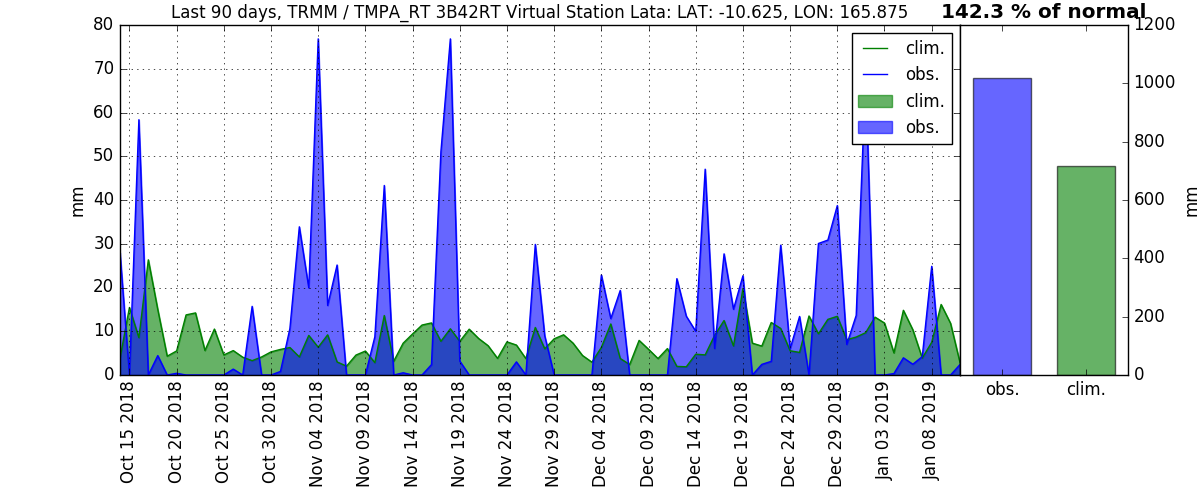 Last 90 days, TRMM / TMPA_RT 3B42RT Virtual Station Lata: LAT: -10.625, LON: 165.875
142.3 % of normal
80
70
60
50
40
30
20
10
0
mm
clim.
obs.
clim.
obs.
1200
1000
800
600
400
200
0
mm
Oct 15 2018
Oct 20 2018
Oct 25 2018
Oct 30 2018
Nov 04 2018
Nov 09 2018
Nov 14 2018
Nov 19 2018
Nov 24 2018
Nov 29 2018
Dec 04 2018
Dec 09 2018
Dec 14 2018
Dec 19 2018
Dec 24 2018
Dec 29 2018
Jan 03 2019
Jan 08 2019
obs.
clim.